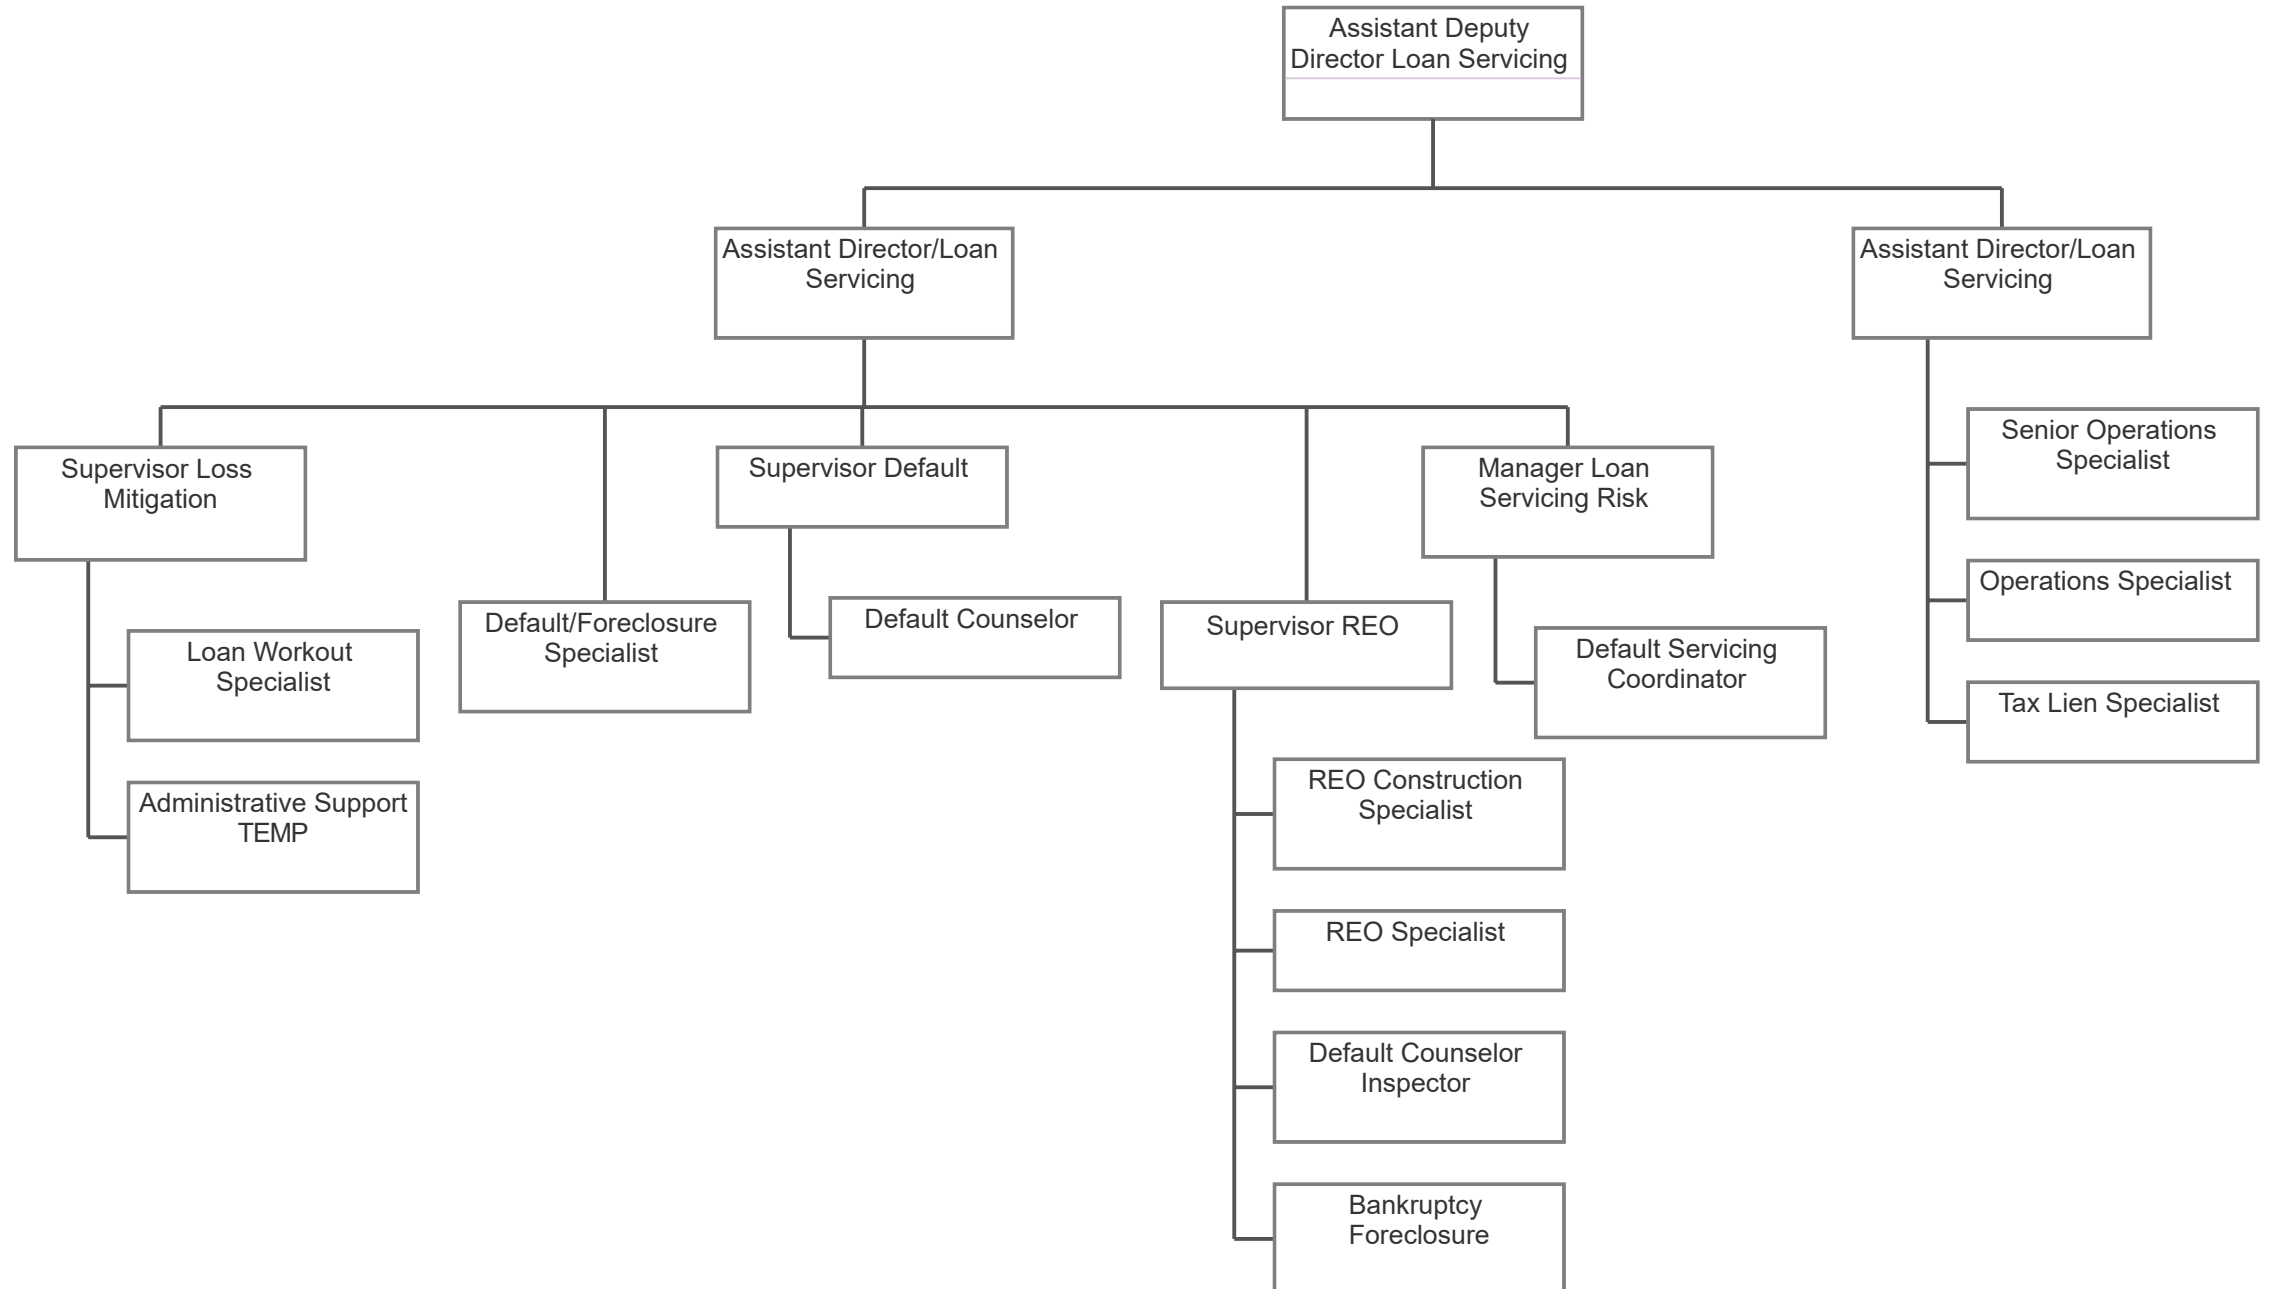 Assistant Deputy
Director Loan Servicing
Assistant Director/Loan
Servicing
Assistant Director/Loan
Servicing
Supervisor Loss
Mitigation
Loan Workout
Specialist
Administrative Support
TEMP
Default/Foreclosure
Specialist
Supervisor Default
Default Counselor
Supervisor REO
REO Construction
Specialist
REO Specialist
Default Counselor
Inspector
Bankruptcy
Foreclosure
Manager Loan
Servicing Risk
Default Servicing
Coordinator
Senior Operations
Specialist
Operations Specialist
Tax Lien Specialist